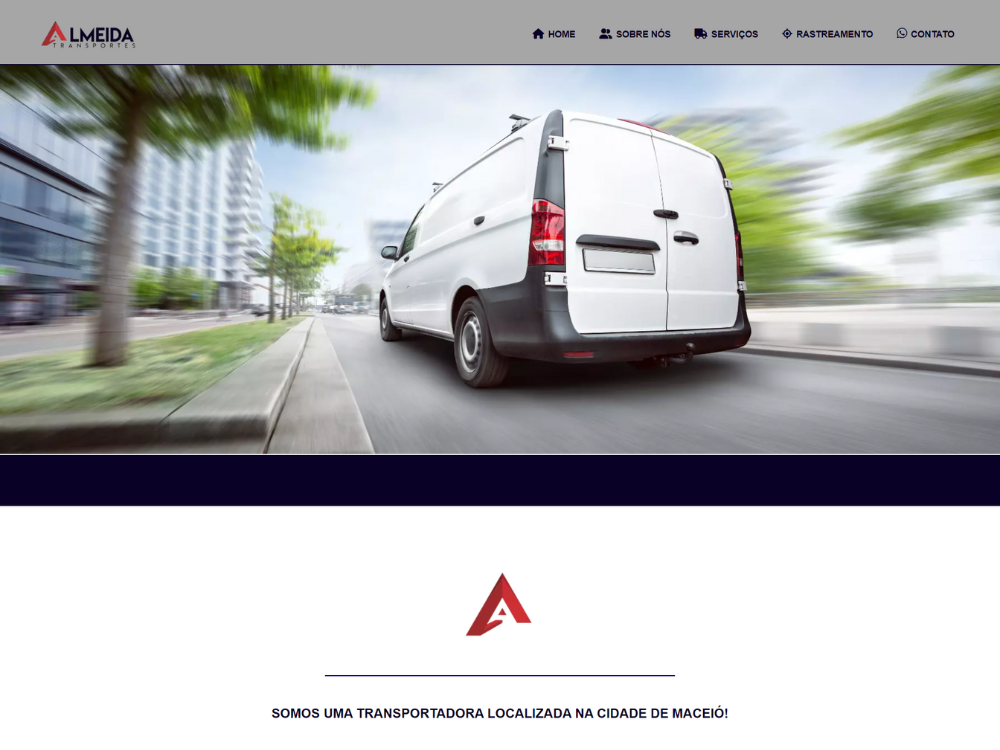 ALMEIDA
TRANSPORTES
HOME SOBRE NÓS SERVIÇOS RASTREAMENTO CONTATO
SOMOS UMA TRANSPORTADORA LOCALIZADA NA CIDADE DE MACEIÓ!